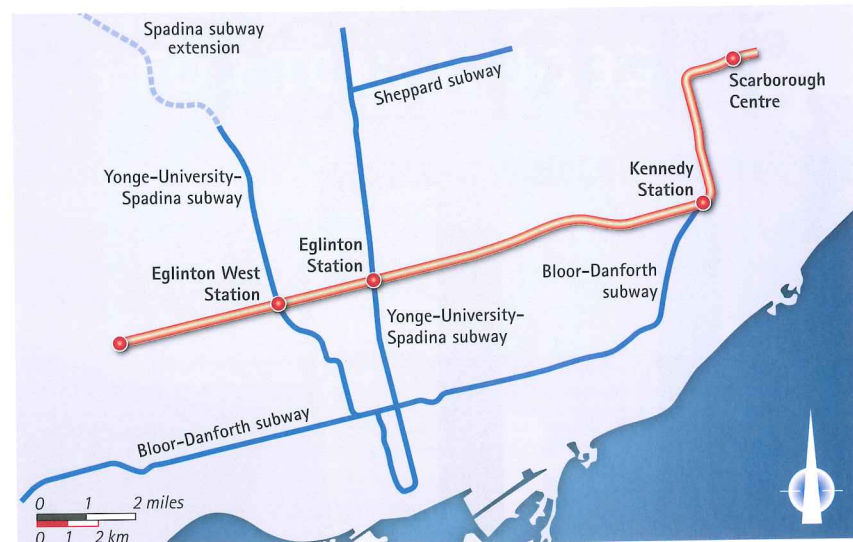 Spadina subway
extension
Sheppard subway
Scarborough
Centre
Yonge-University-
Spadina subway
Kennedy
Station
Eglinton
Station
Eglinton West
Station
Bloor-Danforth
subway
Yonge-University-
Spadina subway
Bloor-Danforth subway
0 1 2 miles
0 1 2 km